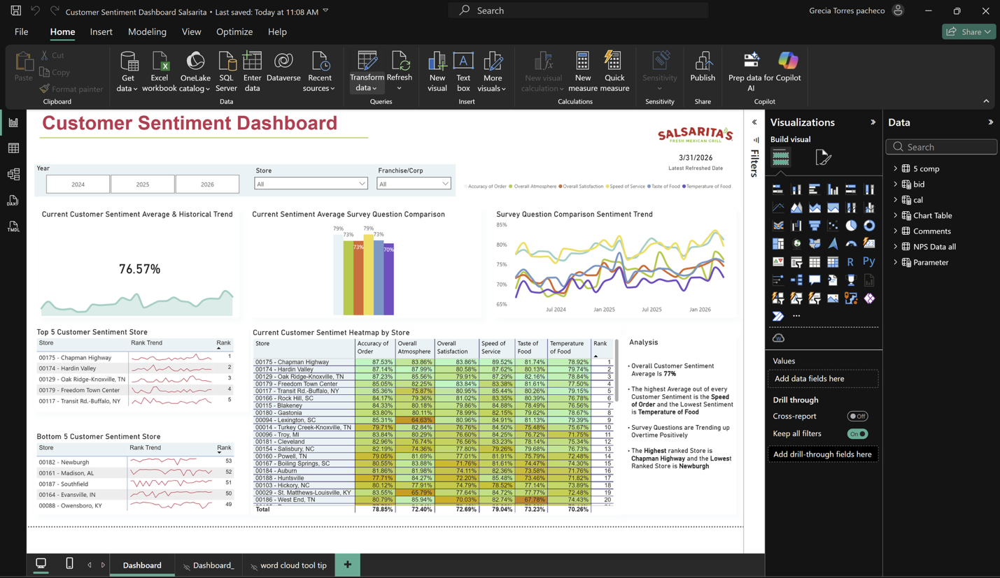 Customer Sentiment Dashboard Salsarita • Last saved: Today at 11:08 AM
Search
Grecia Torres pacheco
File Home Insert Modeling View Optimize Help
Share
Paste
Cut
Copy
Format painter
Clipboard
Get data
Excel workbook
OneLake catalog
SQL Server
Enter data
Dataverse
Recent sources
Data
Transform data
Refresh
Queries
New visual
Text box
More visuals
Insert
New visual calculation
New measure
Quick measure
Calculations
Sensitivity
Sensitivity
Publish
Share
Prep data for AI
Copilot
Copilot
DAX
TMDL
Customer Sentiment Dashboard
SALSARITA'S
FRESH MEXICAN GRILL
3/31/2026
Latest Refreshed Date
Year
2024 2025 2026
Store
All
Franchise/Corp
All
Accuracy of Order Overall Atmosphere Overall Satisfaction Speed of Service Taste of Food Temperature of Food
Current Customer Sentiment Average & Historical Trend
76.57%
Current Sentiment Average Survey Question Comparison
79% 73% 73% 79% 73% 70%
Survey Question Comparison Sentiment Trend
85%
80%
75%
70%
65%
Jul 2024 Jan 2025 Jul 2025 Jan 2026
Top 5 Customer Sentiment Store
Store Rank Trend Rank
00175 - Chapman Highway 1
00174 - Hardin Valley 2
00129 - Oak Ridge-Knoxville, TN 3
00179 - Freedom Town Center 4
00117 - Transit Rd.-Buffalo, NY 5
Bottom 5 Customer Sentiment Store
Store Rank Trend Rank
00182 - Newburgh 53
00161 - Madison, AL 52
00187 - Southfield 51
00164 - Evansville, IN 50
00088 - Owensboro, KY 49
Current Customer Sentimet Heatmap by Store
Store Accuracy of Order Overall Atmosphere Overall Satisfaction Speed of Service Taste of Food Temperature of Food Rank
00175 - Chapman Highway 87.53% 83.86% 83.86% 89.52% 81.74% 78.92% 1
00174 - Hardin Valley 87.14% 87.99% 80.58% 87.62% 80.13% 79.74% 2
00129 - Oak Ridge-Knoxville, TN 87.23% 85.56% 79.91% 87.29% 82.16% 78.84% 3
00179 - Freedom Town Center 85.05% 82.25% 83.84% 83.38% 81.61% 77.50% 4
00117 - Transit Rd.-Buffalo, NY 85.36% 75.87% 80.95% 85.44% 80.26% 79.15% 5
00166 - Rock Hill, SC 84.17% 79.36% 81.02% 83.35% 80.39% 76.78% 6
00115 - Blakeney 84.33% 80.18% 79.86% 84.88% 78.49% 76.56% 7
00180 - Gastonia 83.80% 80.11% 78.99% 82.15% 79.62% 78.67% 8
00094 - Lexington, SC 85.31% 64.63% 80.96% 84.91% 81.13% 79.39% 9
00014 - Turkey Creek-Knoxville, TN 79.71% 82.84% 76.76% 84.50% 75.48% 75.67% 10
00096 - Troy, MI 83.84% 80.29% 76.60% 84.25% 76.72% 71.75% 11
00181 - Cleveland 82.96% 76.74% 76.56% 83.23% 78.14% 75.34% 12
00154 - Salisbury, NC 82.19% 74.36% 77.80% 79.26% 79.68% 76.73% 13
00160 - Powell, TN 79.05% 81.69% 77.01% 81.91% 75.79% 72.48% 14
00167 - Boiling Springs, SC 80.55% 83.88% 71.76% 81.61% 74.47% 74.30% 15
00184 - Auburn 81.86% 81.98% 74.11% 82.36% 73.58% 71.76% 16
00188 - Huntsville 77.71% 84.27% 72.20% 85.48% 73.46% 71.82% 17
00103 - Hickory, NC 80.12% 77.91% 74.79% 78.52% 77.14% 73.89% 18
00029 - St. Matthews-Louisville, KY 83.55% 65.79% 77.64% 84.72% 77.77% 72.48% 19
00186 - West End, TN 80.79% 85.94% 70.03% 82.74% 67.78% 74.43% 20
Total 78.85% 72.40% 72.69% 79.04% 73.23% 70.26%
Analysis
• Overall Customer Sentiment
Average Is 77%
• The highest Average out of every
Customer Sentiment is the Speed
of Order and the Lowest Sentiment
is Temperature of Food
• Survey Questions are Trending up
Overtime Positively
• The Highest ranked Store is
Chapman Highway and the Lowest
Ranked Store is Newburgh
Filters
Visualizations
Build visual
R
Py
Values
Add data fields here
Drill through
Cross-report
Off
Keep all filters
On
Add drill-through fields here
Data
Search
5 comp
bid
cal
Chart Table
Comments
NPS Data all
Parameter
Dashboard
Dashboard_
word cloud tool tip